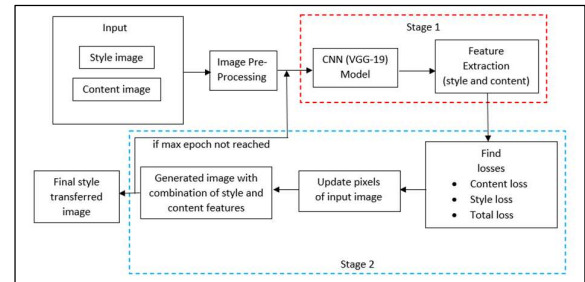 Input
Style image
Content image
Image Pre-
Processing
Stage 1
CNN (VGG-19)
Model
Feature
Extraction
(style and content)
if max epoch not reached
Final style
transferred
image
Generated image with
combination of style and
content features
Update pixels
of input image
Find
losses
• Content loss
• Style loss
• Total loss
Stage 2